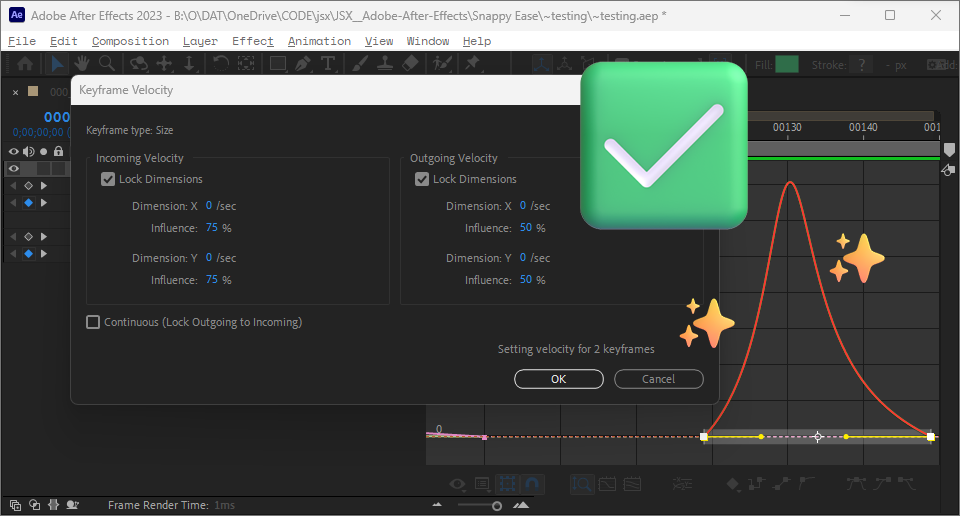 Ae Adobe After Effects 2023 - B:\O\DAT\OneDrive\CODE\jsx\JSX__Adobe-After-Effects\Snappy Ease\~testing\~testing.aep *
File Edit Composition Layer Effect Animation View Window Help
Fill: Stroke: ? - px
Keyframe Velocity
000
000
0;00;00;00
Keyframe type: Size
00130 00140 001
Incoming Velocity Outgoing Velocity
Lock Dimensions Lock Dimensions
Dimension: X 0 /sec Dimension: X 0 /sec
Influence: 75 % Influence: 50 %
Dimension: Y 0 /sec Dimension: Y 0 /sec
Influence: 75 % Influence: 50 %
Continuous (Lock Outgoing to Incoming)
Setting velocity for 2 keyframes
OK Cancel
0
Frame Render Time: 1ms